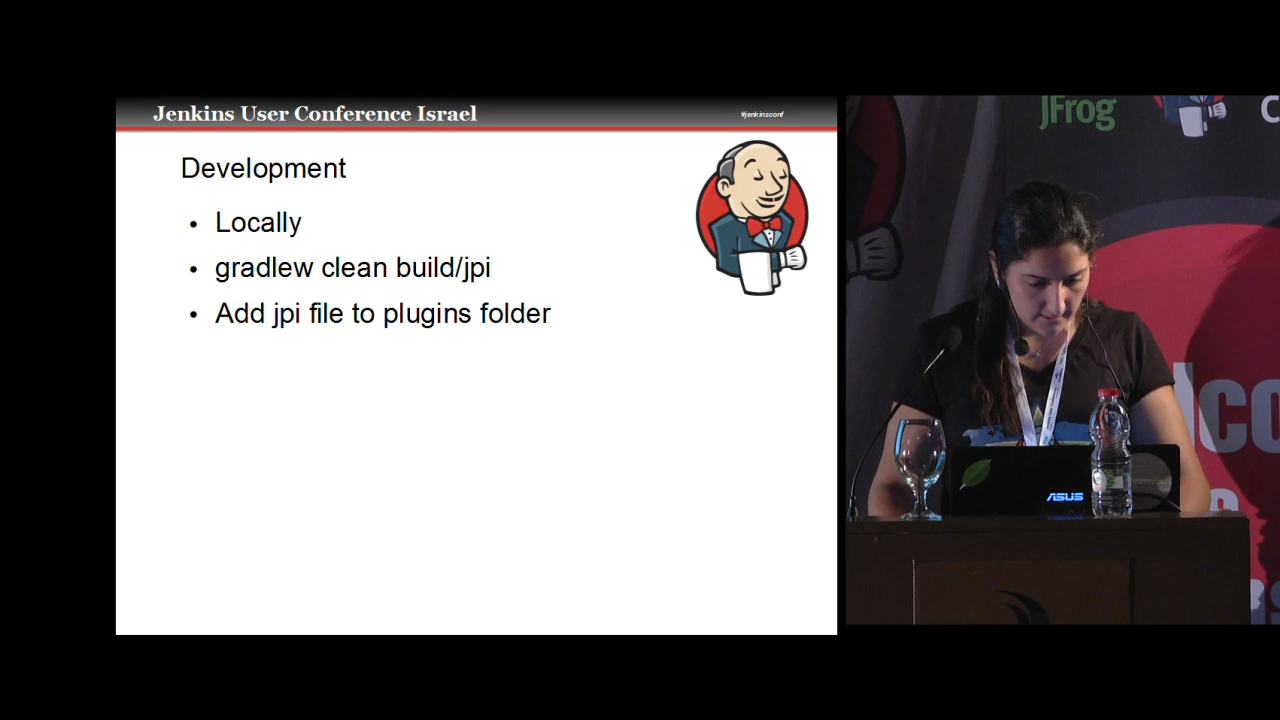 Jenkins User Conference Israel
#jenkinsconf
Development
• Locally
• gradlew clean build/jpi
• Add jpi file to plugins folder
JFrog
C
lco
ASUS